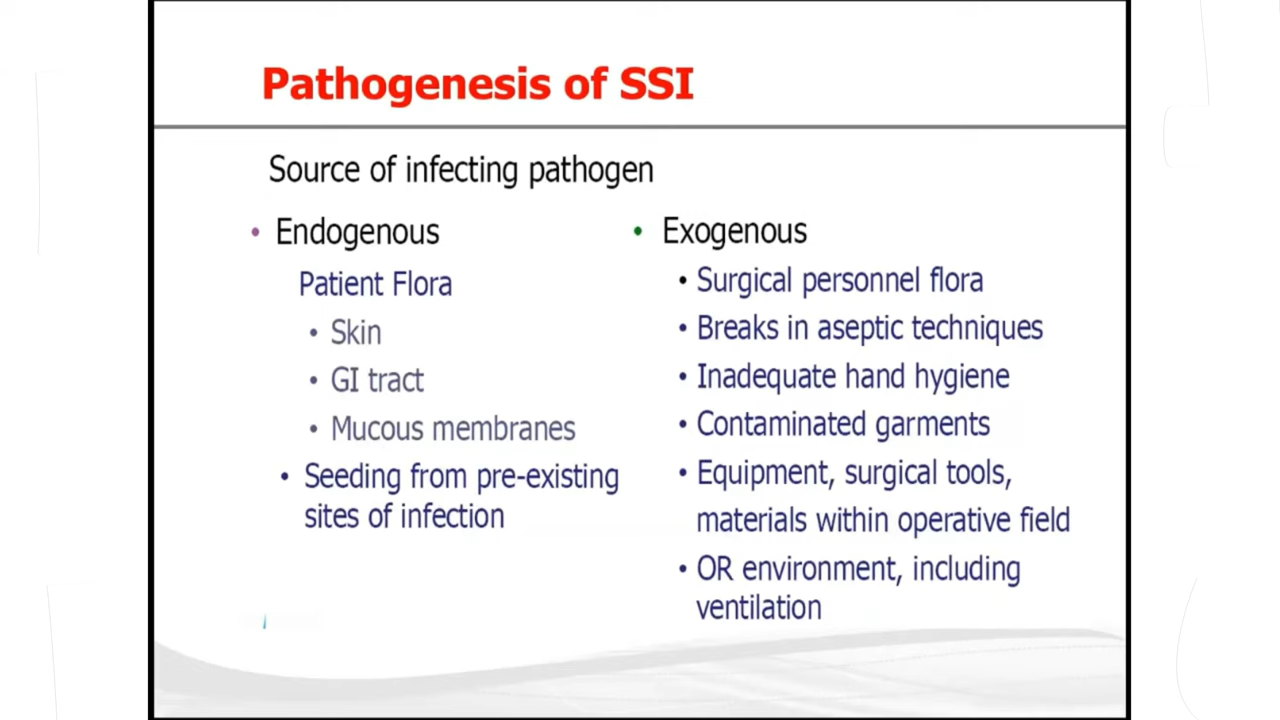 Pathogenesis of SSI
Source of infecting pathogen
• Endogenous
Patient Flora
• Skin
• GI tract
• Mucous membranes
• Seeding from pre-existing
sites of infection
• Exogenous
• Surgical personnel flora
• Breaks in aseptic techniques
• Inadequate hand hygiene
• Contaminated garments
• Equipment, surgical tools,
materials within operative field
• OR environment, including
ventilation